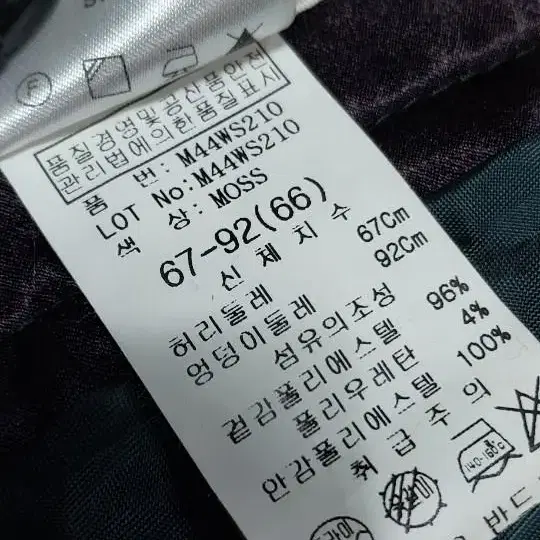 F
품질경영및공산품안전
관리법에의한품질표시
품 번: M44WS210
LOT No: M44WS210
색 상: MOSS
67-92(66)
신체치수
허리둘레 67Cm
엉덩이둘레 92Cm
섬유의조성
겉감폴리에스텔 96%
폴리우레탄 4%
안감폴리에스텔 100%
취급주의
140-160℃
반드